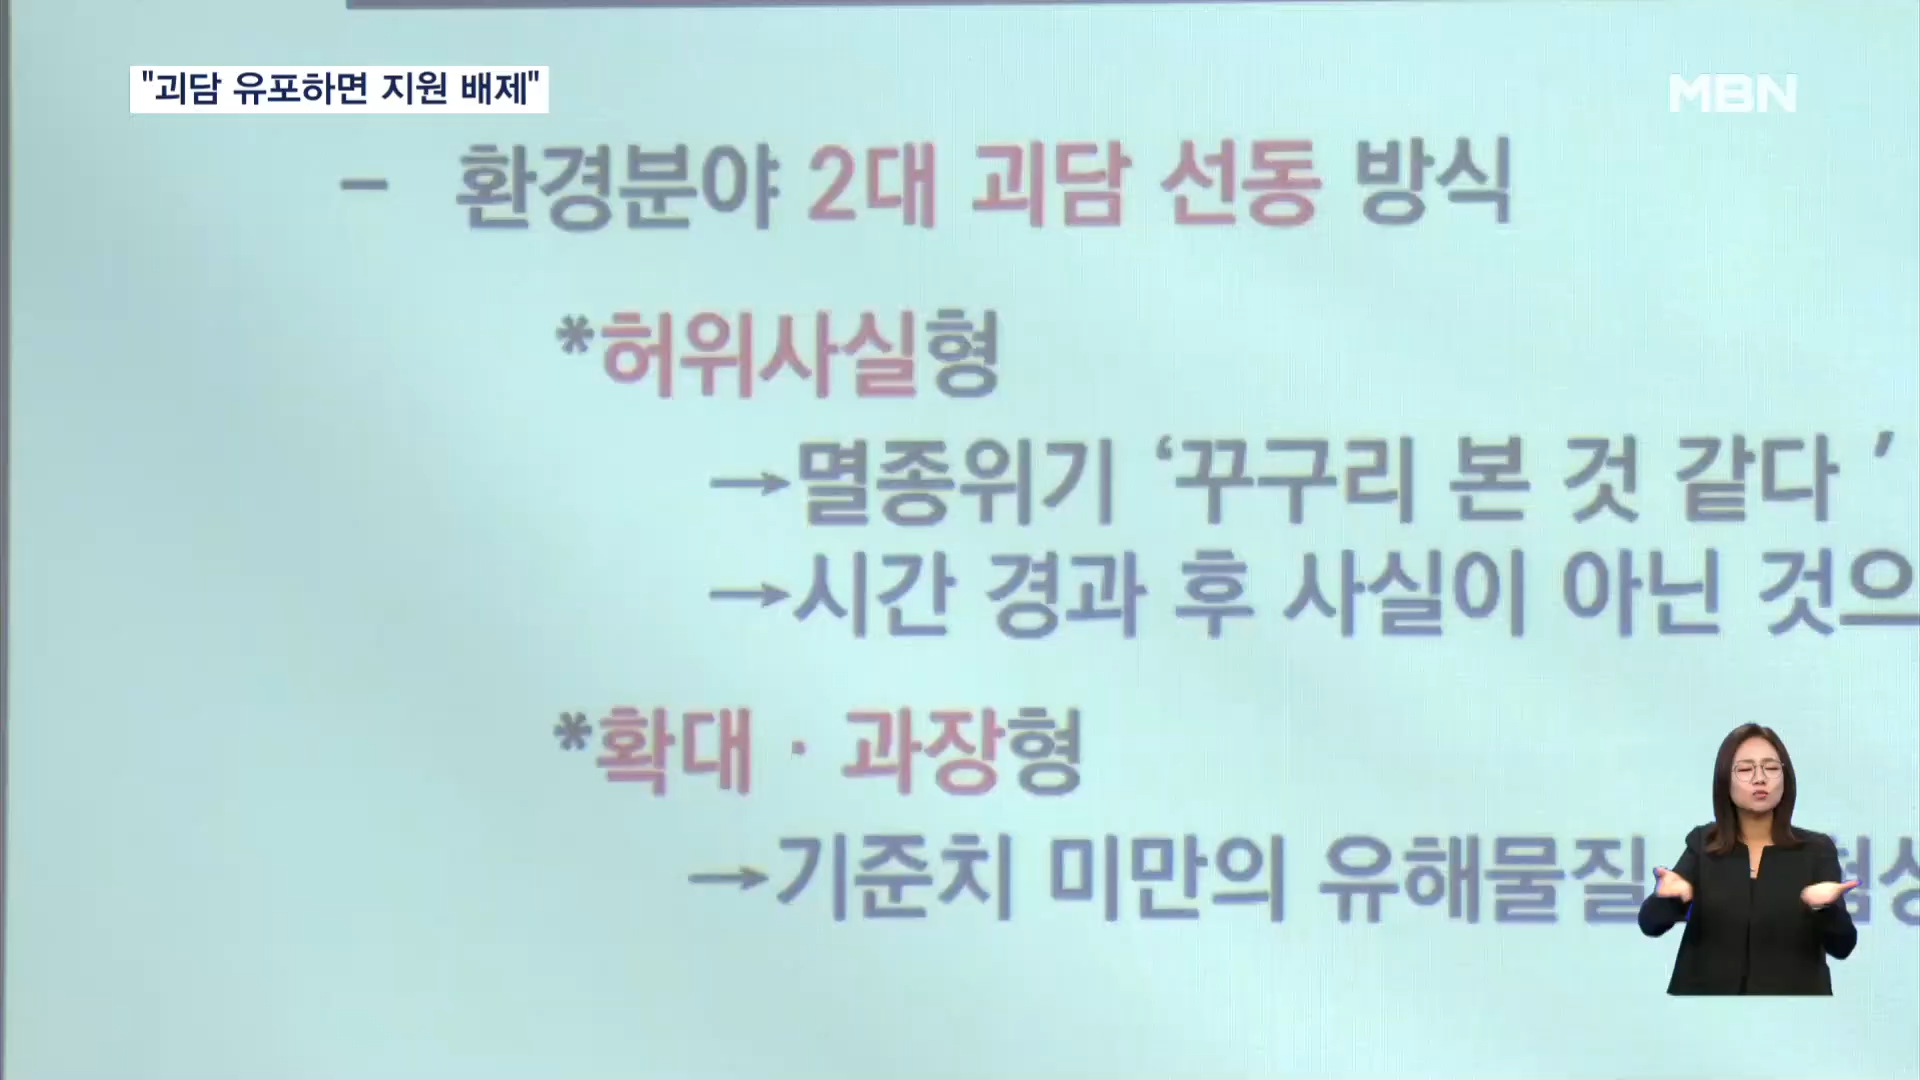 "괴담 유포하면 지원 배제"
MBN
- 환경분야 2대 괴담 선동 방식
*허위사실형
→멸종위기 ‘꾸구리 본 것 같다 ’
→시간 경과 후 사실이 아닌 것으
*확대 · 과장형
→기준치 미만의 유해물질